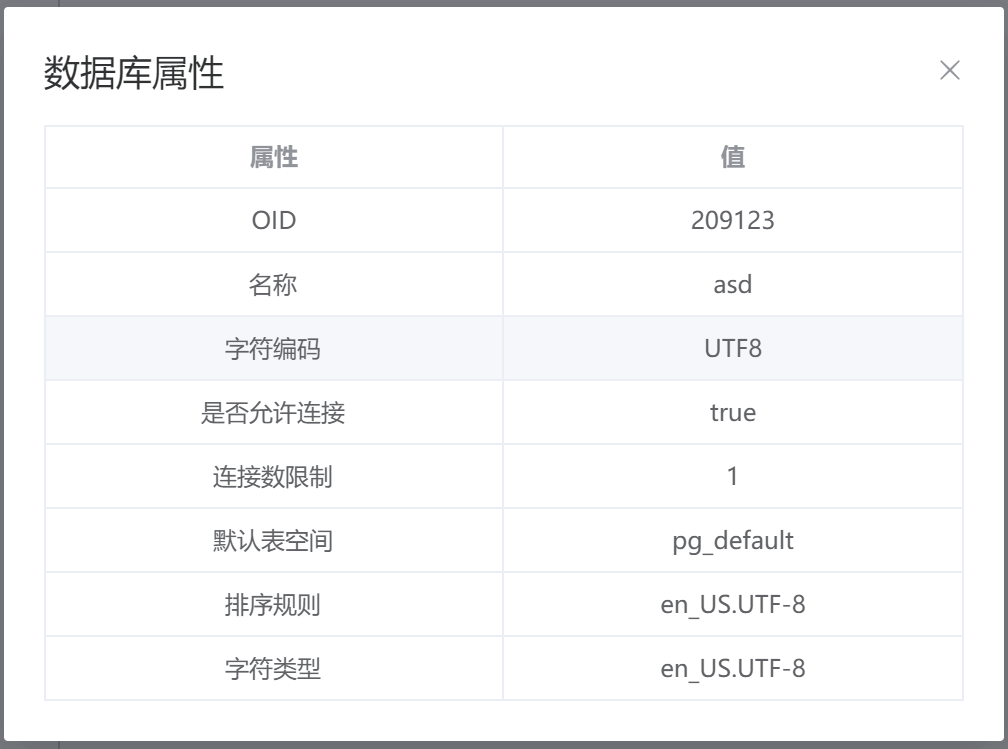 数据库属性
属性 值
OID 209123
名称 asd
字符编码 UTF8
是否允许连接 true
连接数限制 1
默认表空间 pg_default
排序规则 en_US.UTF-8
字符类型 en_US.UTF-8